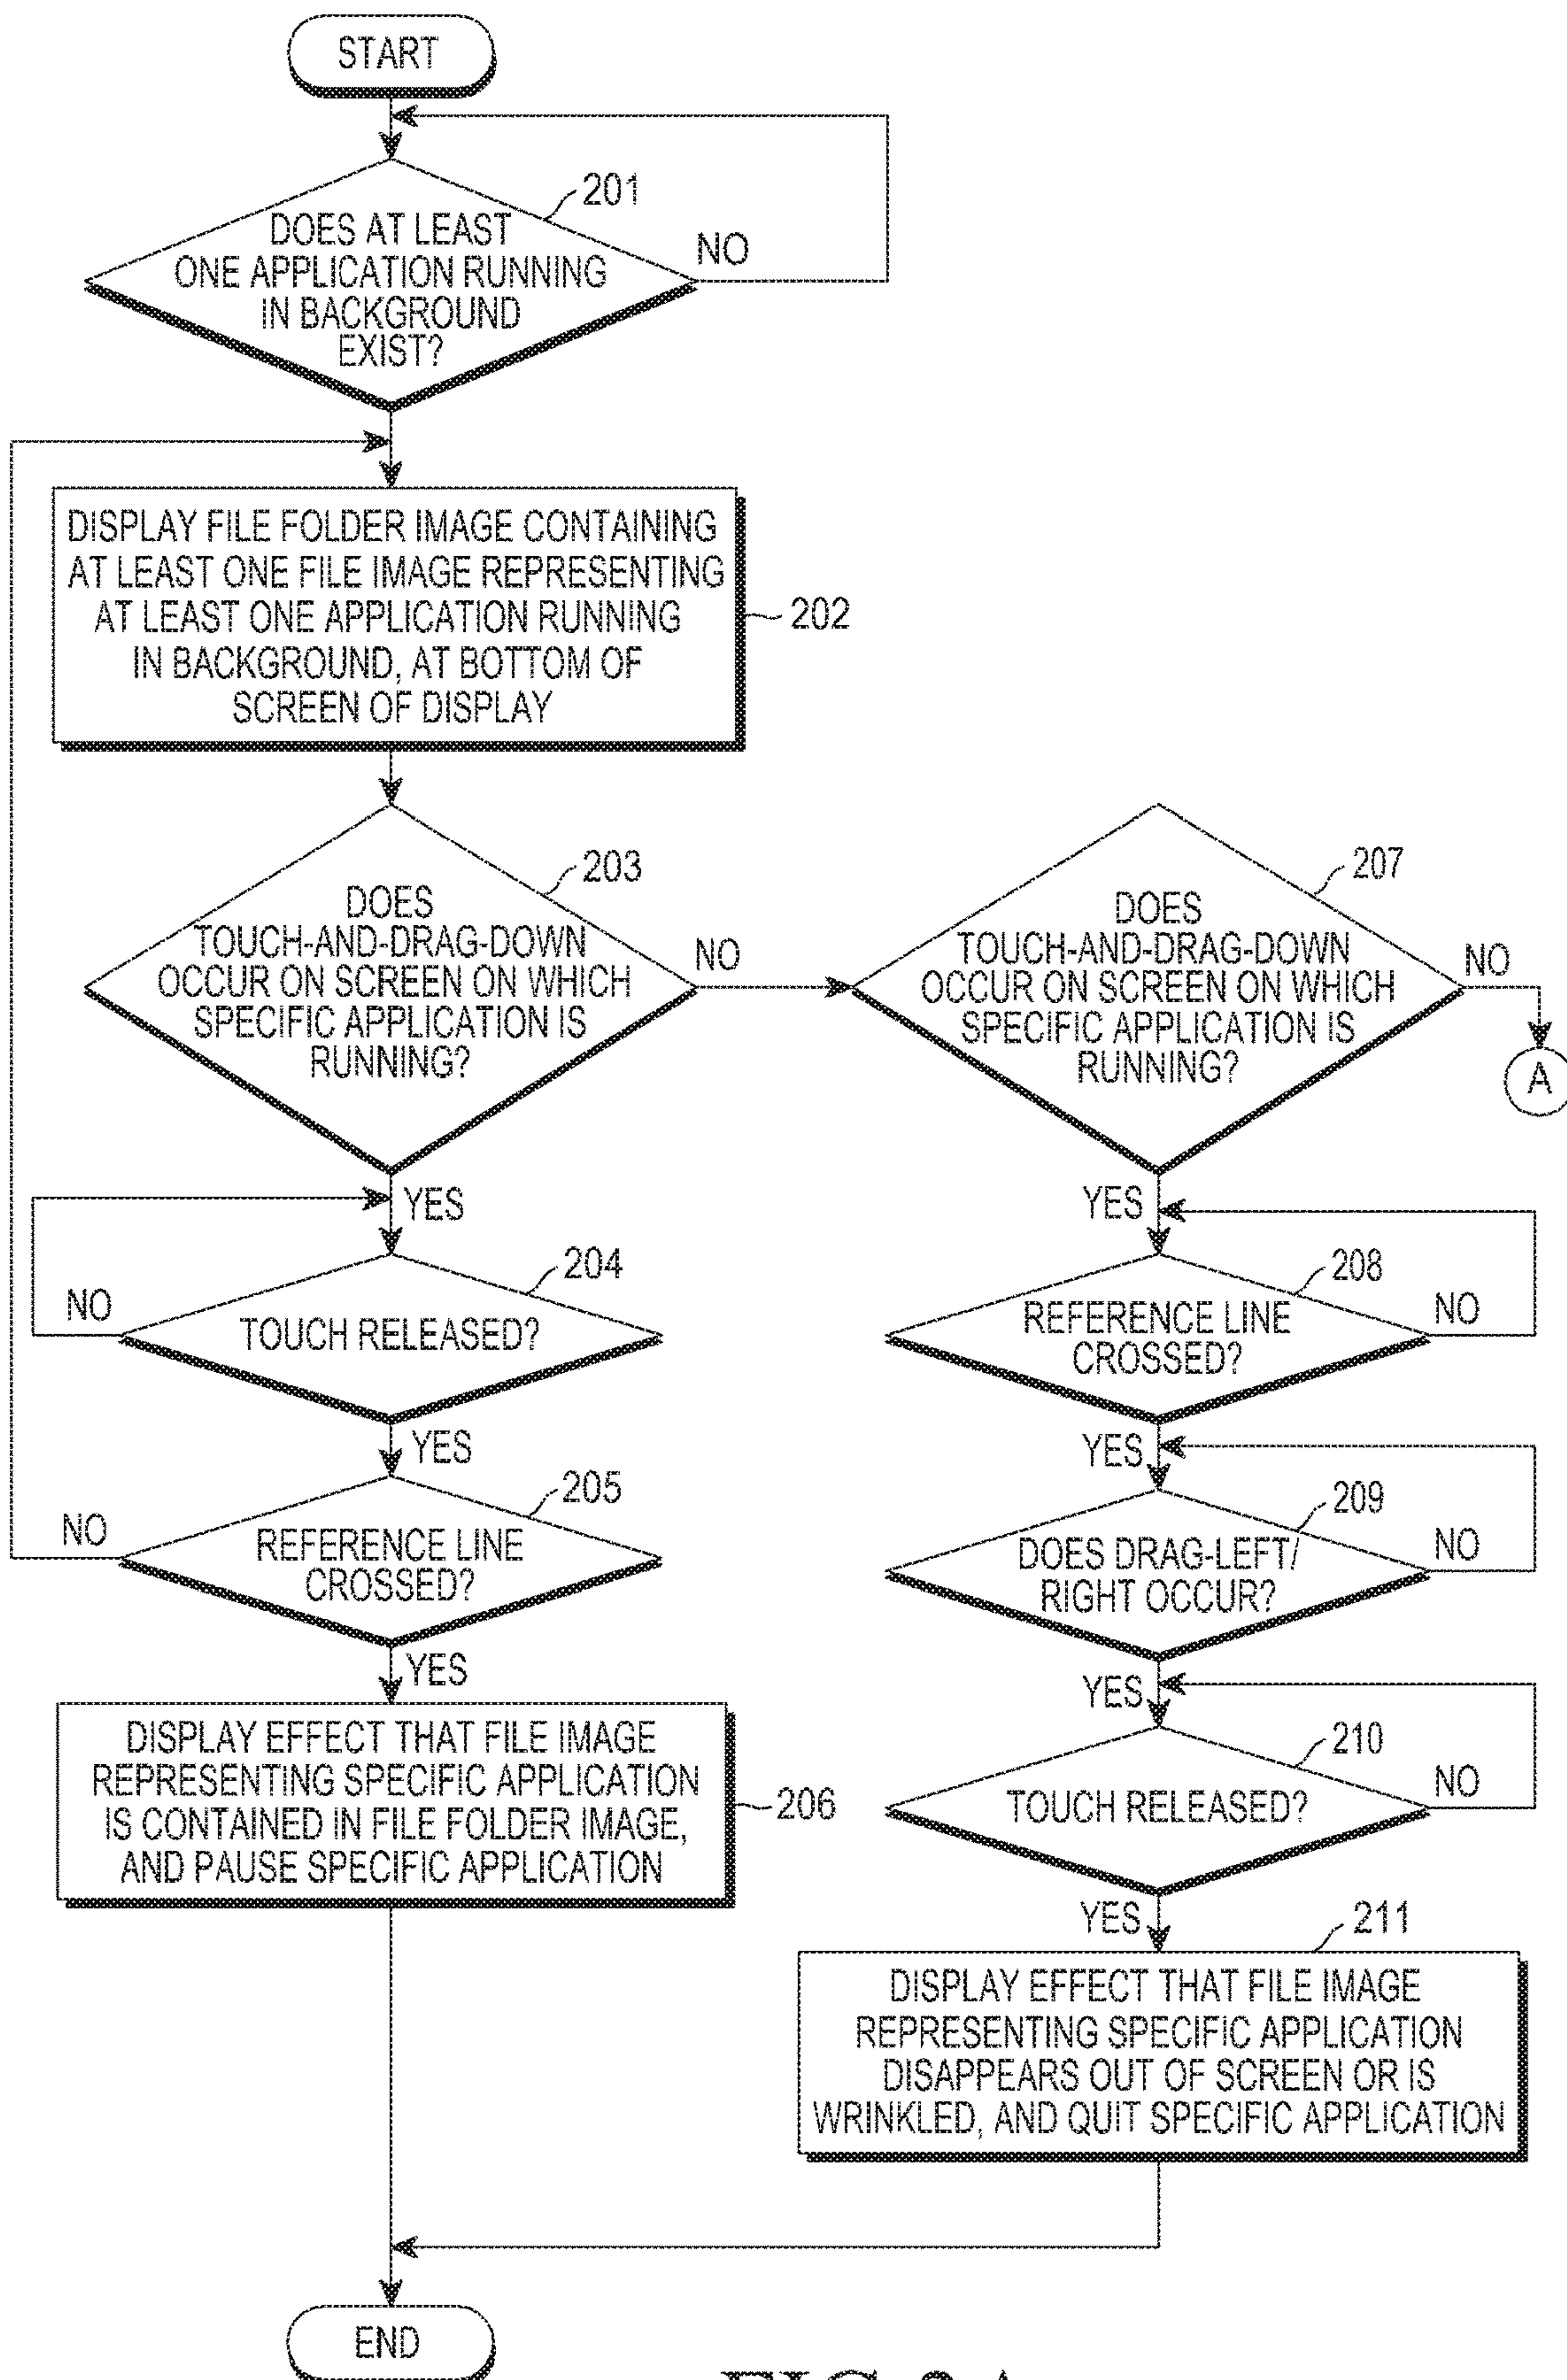 START
201
DOES AT LEAST
ONE APPLICATION RUNNING
IN BACKGROUND
EXIST?
NO
DISPLAY FILE FOLDER IMAGE CONTAINING
AT LEAST ONE FILE IMAGE REPRESENTING
AT LEAST ONE APPLICATION RUNNING
IN BACKGROUND, AT BOTTOM OF
SCREEN OF DISPLAY
202
203
DOES
TOUCH-AND-DRAG-DOWN
OCCUR ON SCREEN ON WHICH
SPECIFIC APPLICATION IS
RUNNING?
NO
YES
204
TOUCH RELEASED?
NO
YES
205
REFERENCE LINE
CROSSED?
NO
YES
DISPLAY EFFECT THAT FILE IMAGE
REPRESENTING SPECIFIC APPLICATION
IS CONTAINED IN FILE FOLDER IMAGE,
AND PAUSE SPECIFIC APPLICATION
206
207
DOES
TOUCH-AND-DRAG-DOWN
OCCUR ON SCREEN ON WHICH
SPECIFIC APPLICATION IS
RUNNING?
NO
A
YES
208
REFERENCE LINE
CROSSED?
NO
YES
209
DOES DRAG-LEFT/
RIGHT OCCUR?
NO
YES
210
TOUCH RELEASED?
NO
YES
211
DISPLAY EFFECT THAT FILE IMAGE
REPRESENTING SPECIFIC APPLICATION
DISAPPEARS OUT OF SCREEN OR IS
WRINKLED, AND QUIT SPECIFIC APPLICATION
END